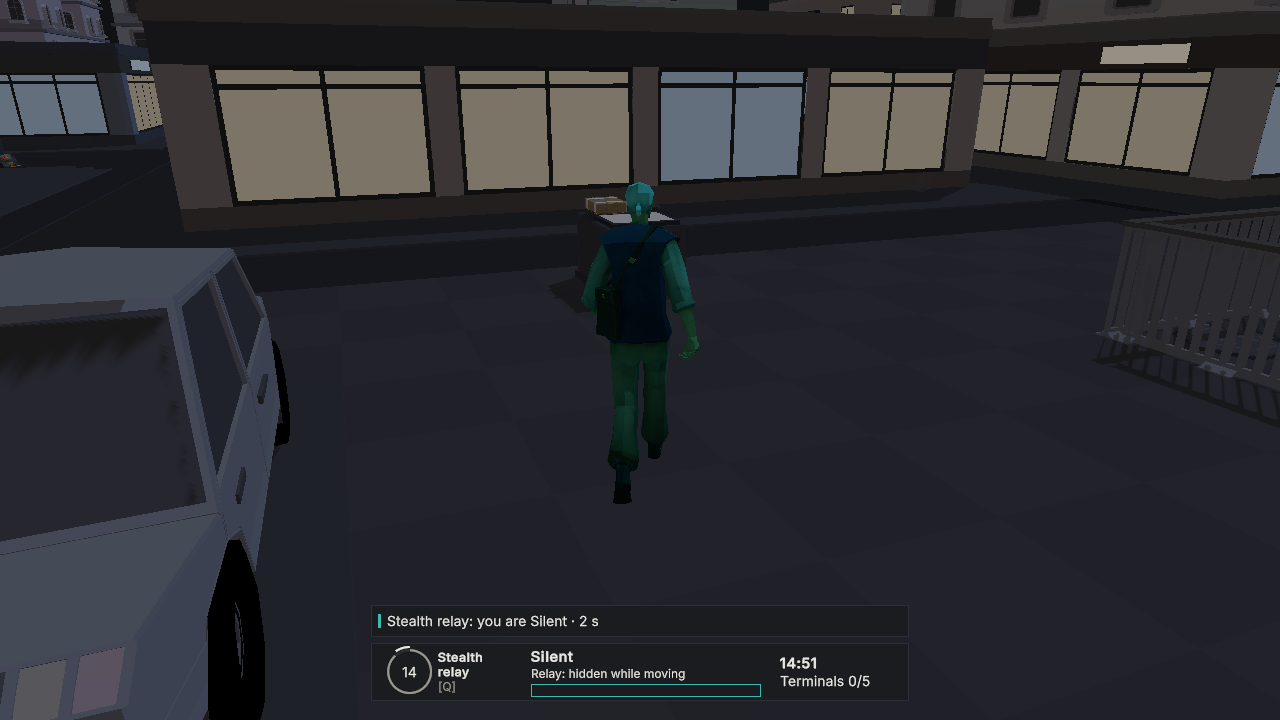 Stealth relay: you are Silent · 2 s
14
Stealth
relay
[Q]
Silent
Relay: hidden while moving
14:51
Terminals 0/5